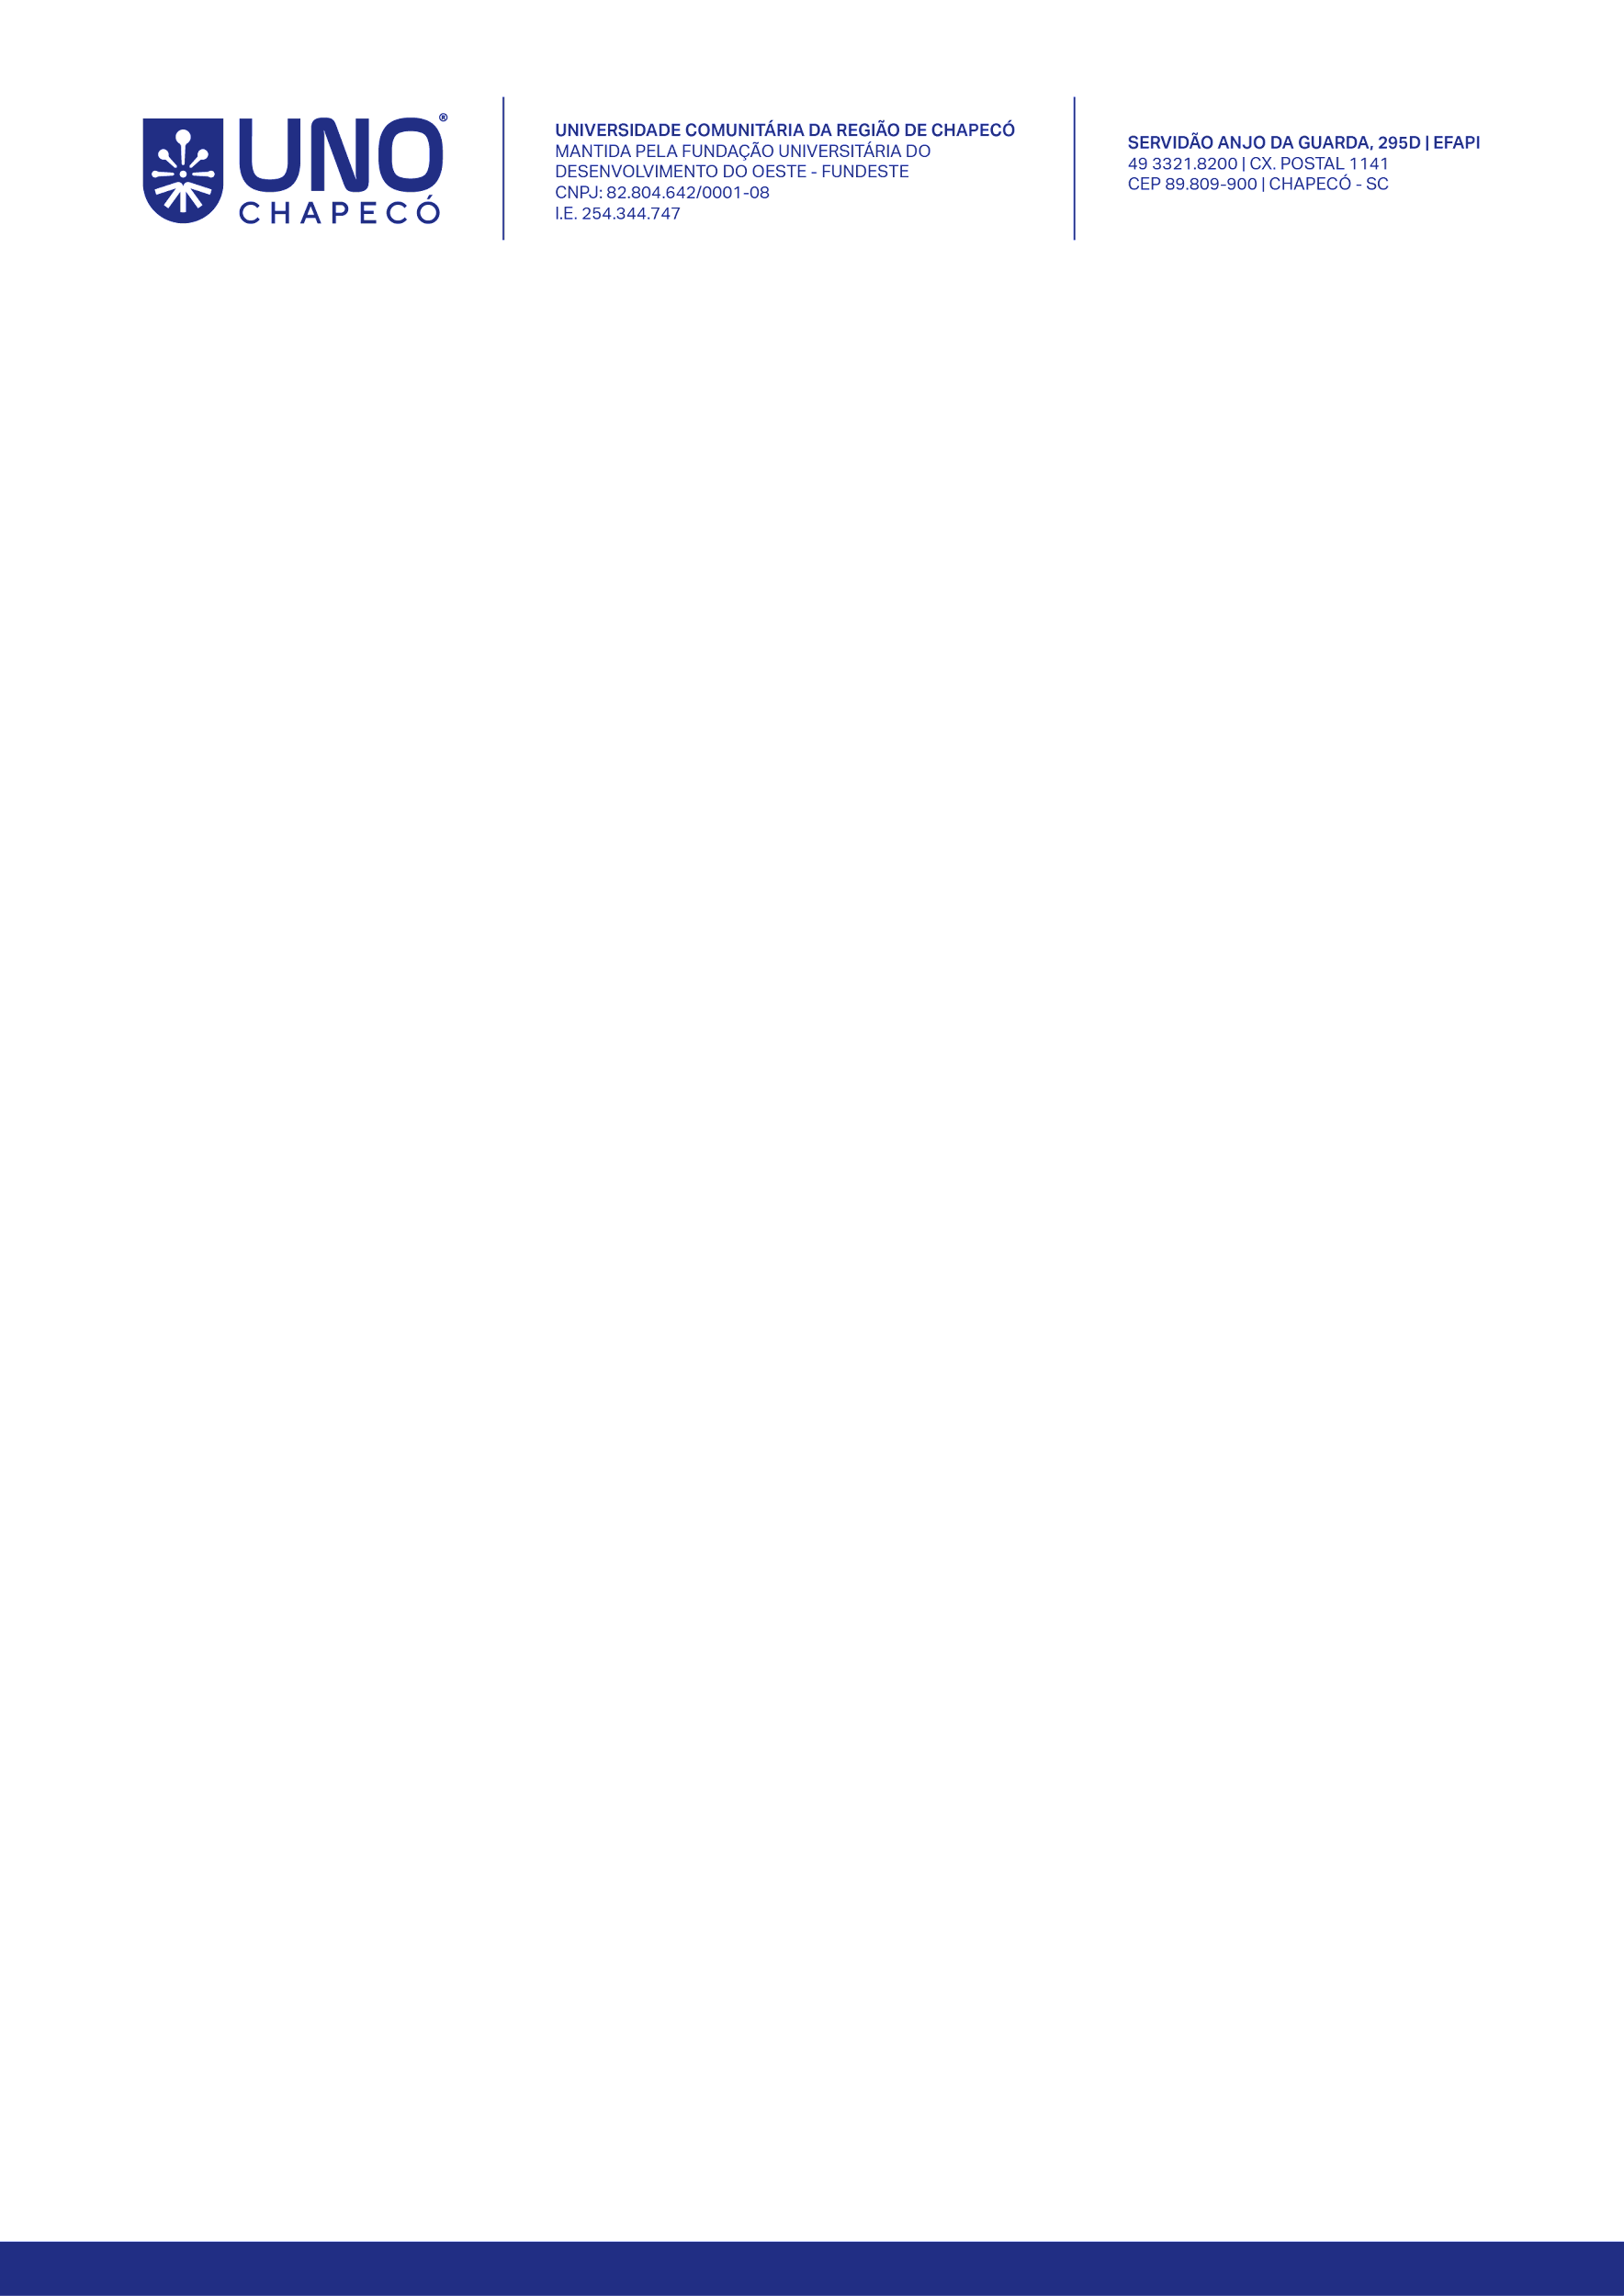 UNO®
CHAPECÓ
UNIVERSIDADE COMUNITÁRIA DA REGIÃO DE CHAPECÓ
MANTIDA PELA FUNDAÇÃO UNIVERSITÁRIA DO
DESENVOLVIMENTO DO OESTE - FUNDESTE
CNPJ: 82.804.642/0001-08
I.E. 254.344.747
SERVIDÃO ANJO DA GUARDA, 295D | EFAPI
49 3321.8200 | CX. POSTAL 1141
CEP 89.809-900 | CHAPECÓ - SC